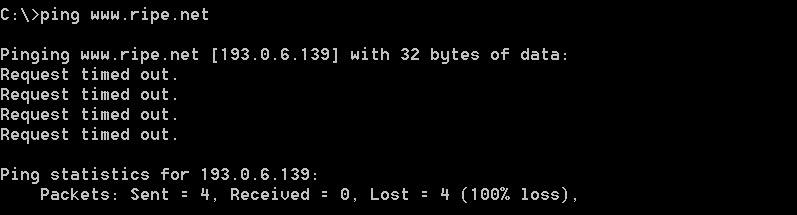 C:\>ping www.ripe.net
Pinging www.ripe.net [193.0.6.139] with 32 bytes of data:
Request timed out.
Request timed out.
Request timed out.
Request timed out.
Ping statistics for 193.0.6.139:
Packets: Sent = 4, Received = 0, Lost = 4 (100% loss),